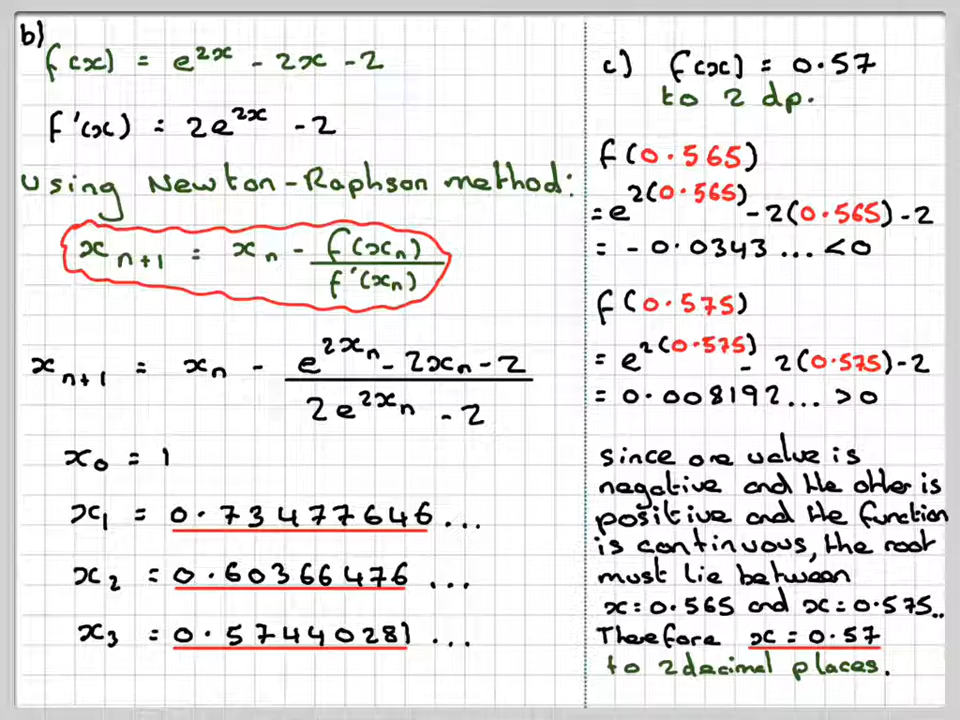 b)
f(x) = e^{2x} - 2x - 2
f'(x) = 2e^{2x} - 2
Using Newton-Raphson method:
x_{n+1} = x_n - \frac{f(x_n)}{f'(x_n)}
x_{n+1} = x_n - \frac{e^{2x_n} - 2x_n - 2}{2e^{2x_n} - 2}
x_0 = 1
x_1 = 0.73477646...
x_2 = 0.60366476...
x_3 = 0.57440281...
c) f(x) = 0.57
to 2 dp.
f(0.565)
= e^{2(0.565)} - 2(0.565) - 2
= -0.0343... < 0
f(0.575)
= e^{2(0.575)} - 2(0.575) - 2
= 0.008192... > 0
since one value is
negative and the other is
positive and the function
is continuous, the root
must lie between
x = 0.565 and x = 0.575..
Therefore x = 0.57
to 2 decimal places.